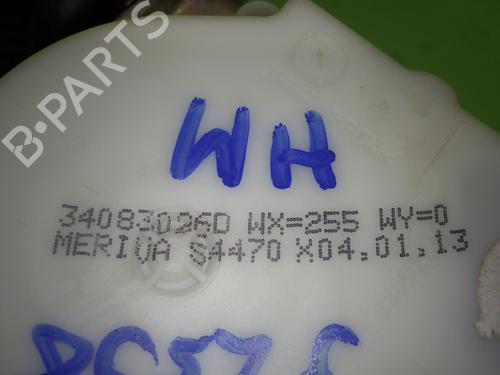 B-PARTS
WH
34083026D WX=255 WY=0
MERIVA S4470 X04.01.13